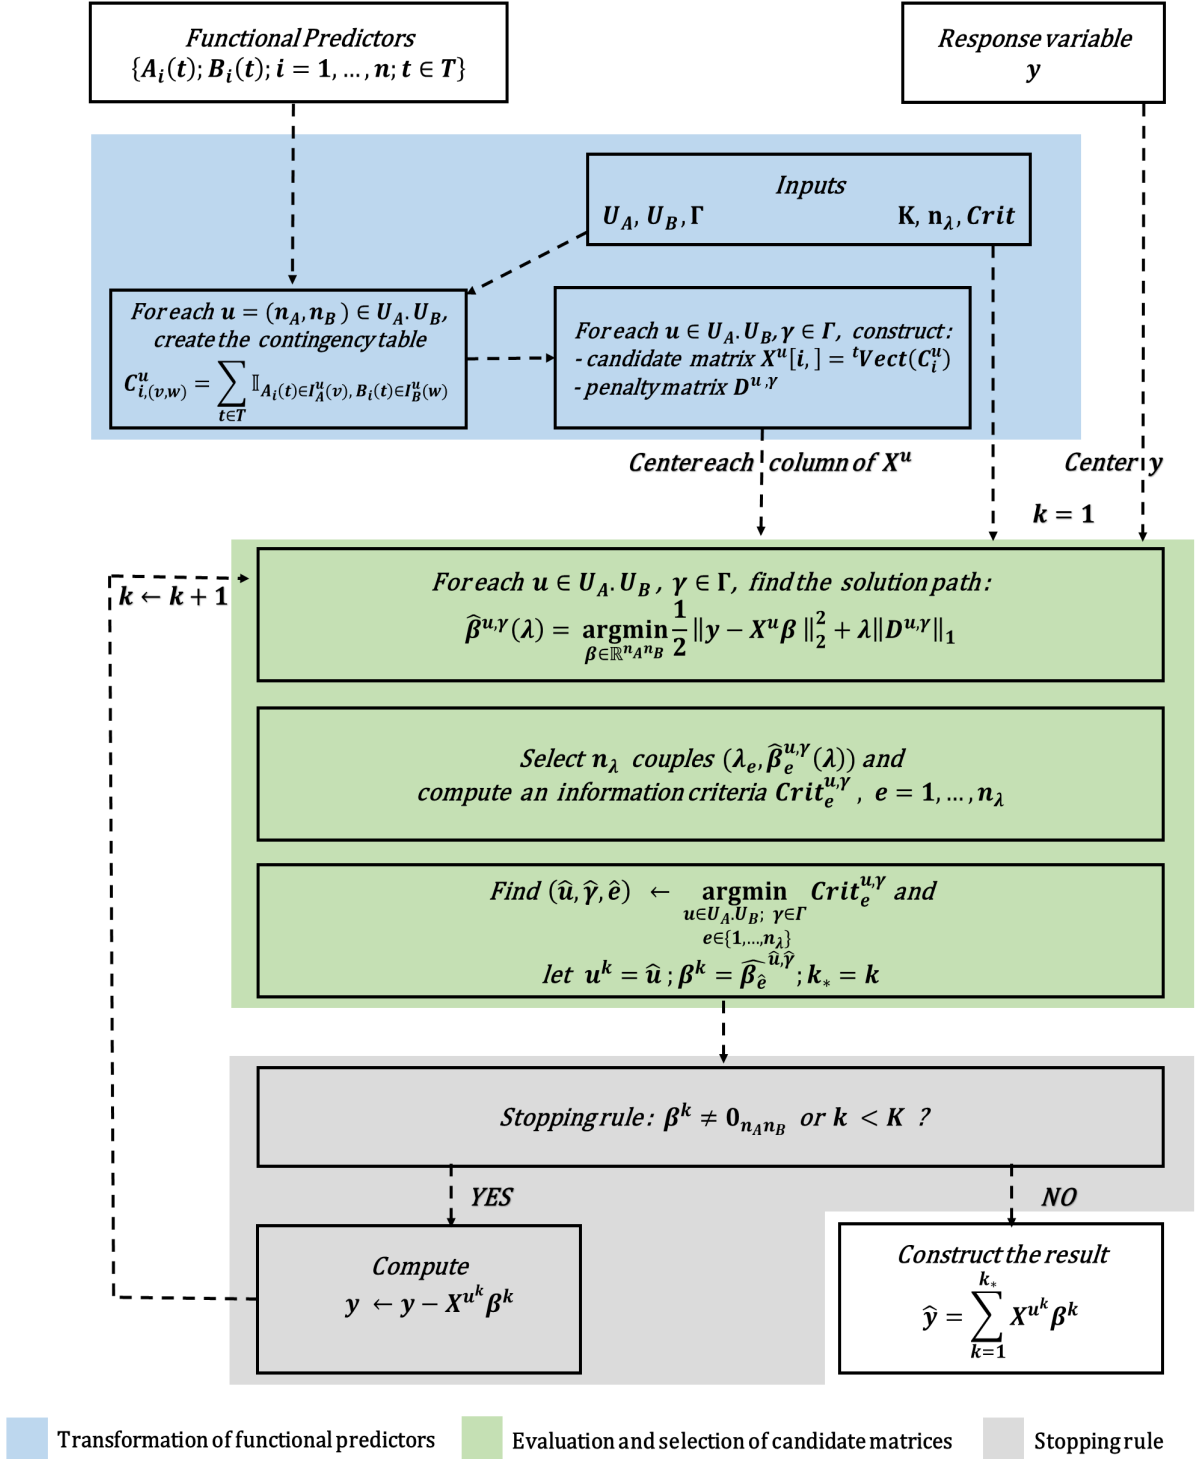 Functional Predictors
{A_i(t); B_i(t); i = 1, …, n; t ∈ T}
Response variable
y
Inputs
U_A, U_B, Γ K, n_λ, Crit
For each u = (n_A, n_B) ∈ U_A. U_B,
create the contingency table
C^u_{i,(v,w)} = ∑_{t∈T} 𝕀_{A_i(t)∈I^u_A(v), B_i(t)∈I^u_B(w)}
For each u ∈ U_A. U_B, γ ∈ Γ, construct:
- candidate matrix X^u[i,] = ^tVect(C^u_i)
- penalty matrix D^{u,γ}
Center each column of X^u
Center y
k = 1
k ← k + 1
For each u ∈ U_A. U_B, γ ∈ Γ, find the solution path:
β̂^{u,γ}(λ) = argmin_{β∈ℝ^{n_A n_B}} 1/2 ‖y − X^u β‖^2_2 + λ‖D^{u,γ}‖_1
Select n_λ couples (λ_e, β̂^{u,γ}_e(λ)) and
compute an information criteria Crit^{u,γ}_e, e = 1, …, n_λ
Find (û, γ̂, ê) ← argmin_{u∈U_A.U_B; γ∈Γ e∈{1,…,n_λ}} Crit^{u,γ}_e and
let u^k = û; β^k = β̂_ê^{û,γ̂}; k_* = k
Stopping rule: β^k ≠ 0_{n_A n_B} or k < K ?
YES
NO
Compute
y ← y − X^{u^k} β^k
Construct the result
ŷ = ∑_{k=1}^{k_*} X^{u^k} β^k
Transformation of functional predictors
Evaluation and selection of candidate matrices
Stopping rule